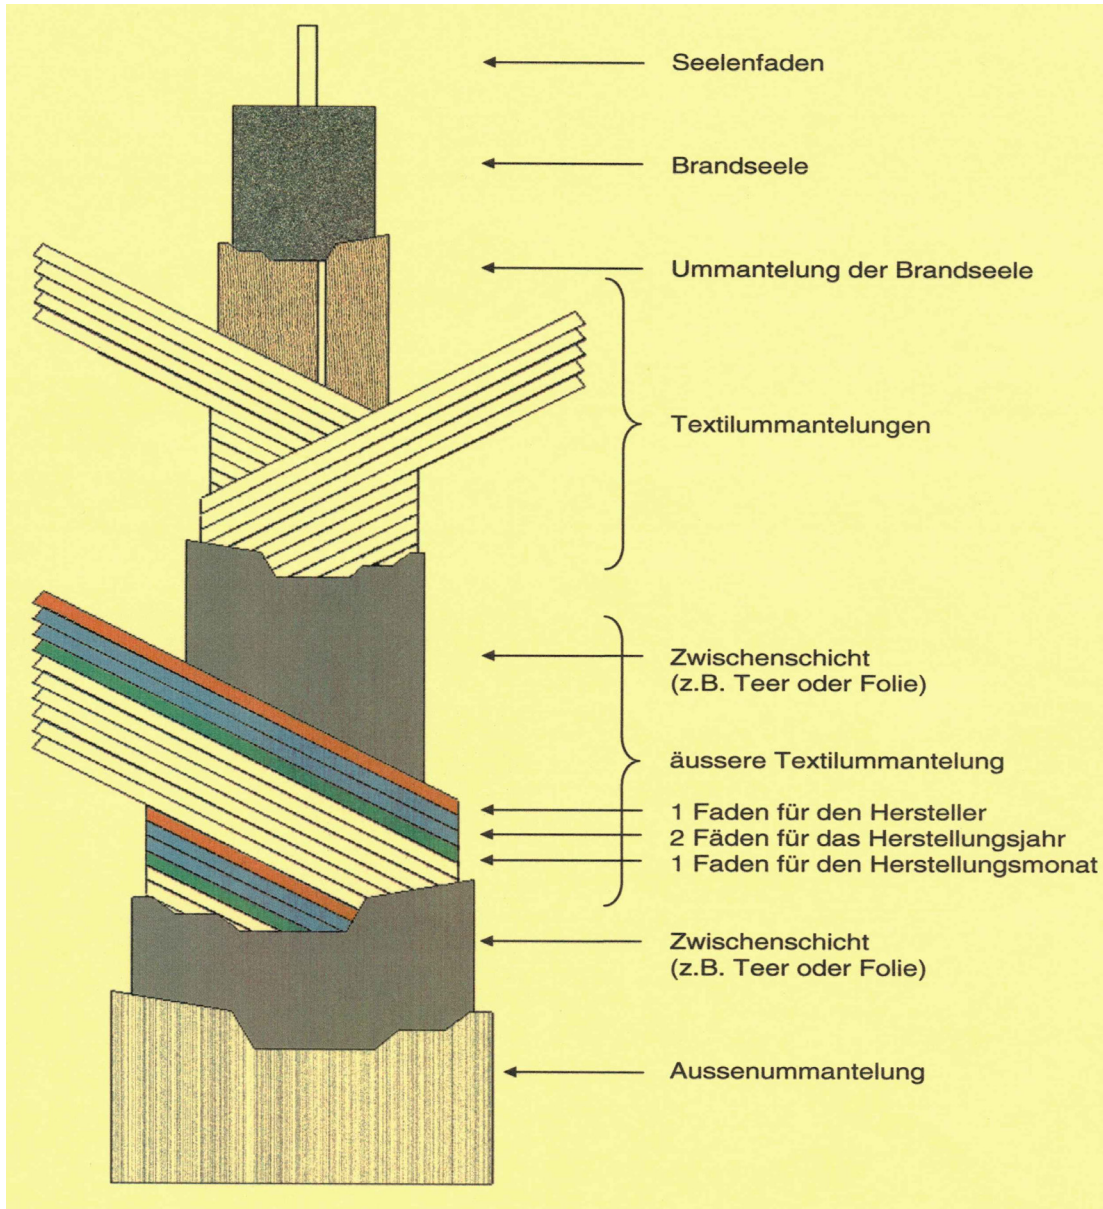 Seelenfaden
Brandseele
Ummantelung der Brandseele
Textilummantelungen
Zwischenschicht
(z.B. Teer oder Folie)
äussere Textilummantelung
1 Faden für den Hersteller
2 Fäden für das Herstellungsjahr
1 Faden für den Herstellungsmonat
Zwischenschicht
(z.B. Teer oder Folie)
Aussenummantelung